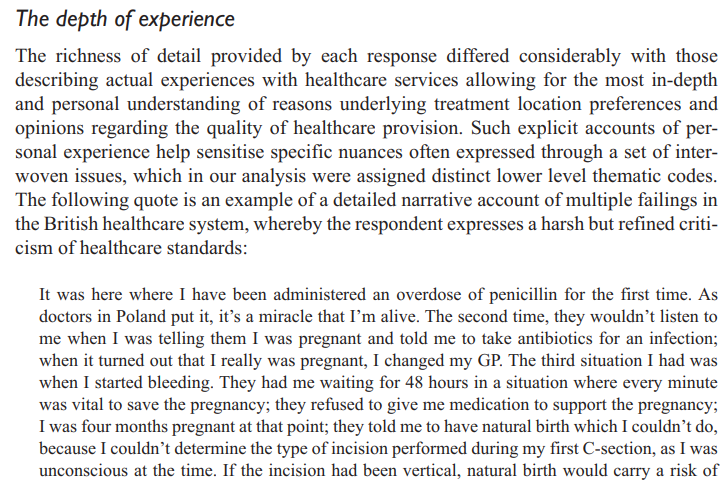 The depth of experience
The richness of detail provided by each response differed considerably with those
describing actual experiences with healthcare services allowing for the most in-depth
and personal understanding of reasons underlying treatment location preferences and
opinions regarding the quality of healthcare provision. Such explicit accounts of per-
sonal experience help sensitise specific nuances often expressed through a set of inter-
woven issues, which in our analysis were assigned distinct lower level thematic codes.
The following quote is an example of a detailed narrative account of multiple failings in
the British healthcare system, whereby the respondent expresses a harsh but refined criti-
cism of healthcare standards:
It was here where I have been administered an overdose of penicillin for the first time. As
doctors in Poland put it, it’s a miracle that I’m alive. The second time, they wouldn’t listen to
me when I was telling them I was pregnant and told me to take antibiotics for an infection;
when it turned out that I really was pregnant, I changed my GP. The third situation I had was
when I started bleeding. They had me waiting for 48 hours in a situation where every minute
was vital to save the pregnancy; they refused to give me medication to support the pregnancy;
I was four months pregnant at that point; they told me to have natural birth which I couldn’t do,
because I couldn’t determine the type of incision performed during my first C-section, as I was
unconscious at the time. If the incision had been vertical, natural birth would carry a risk of